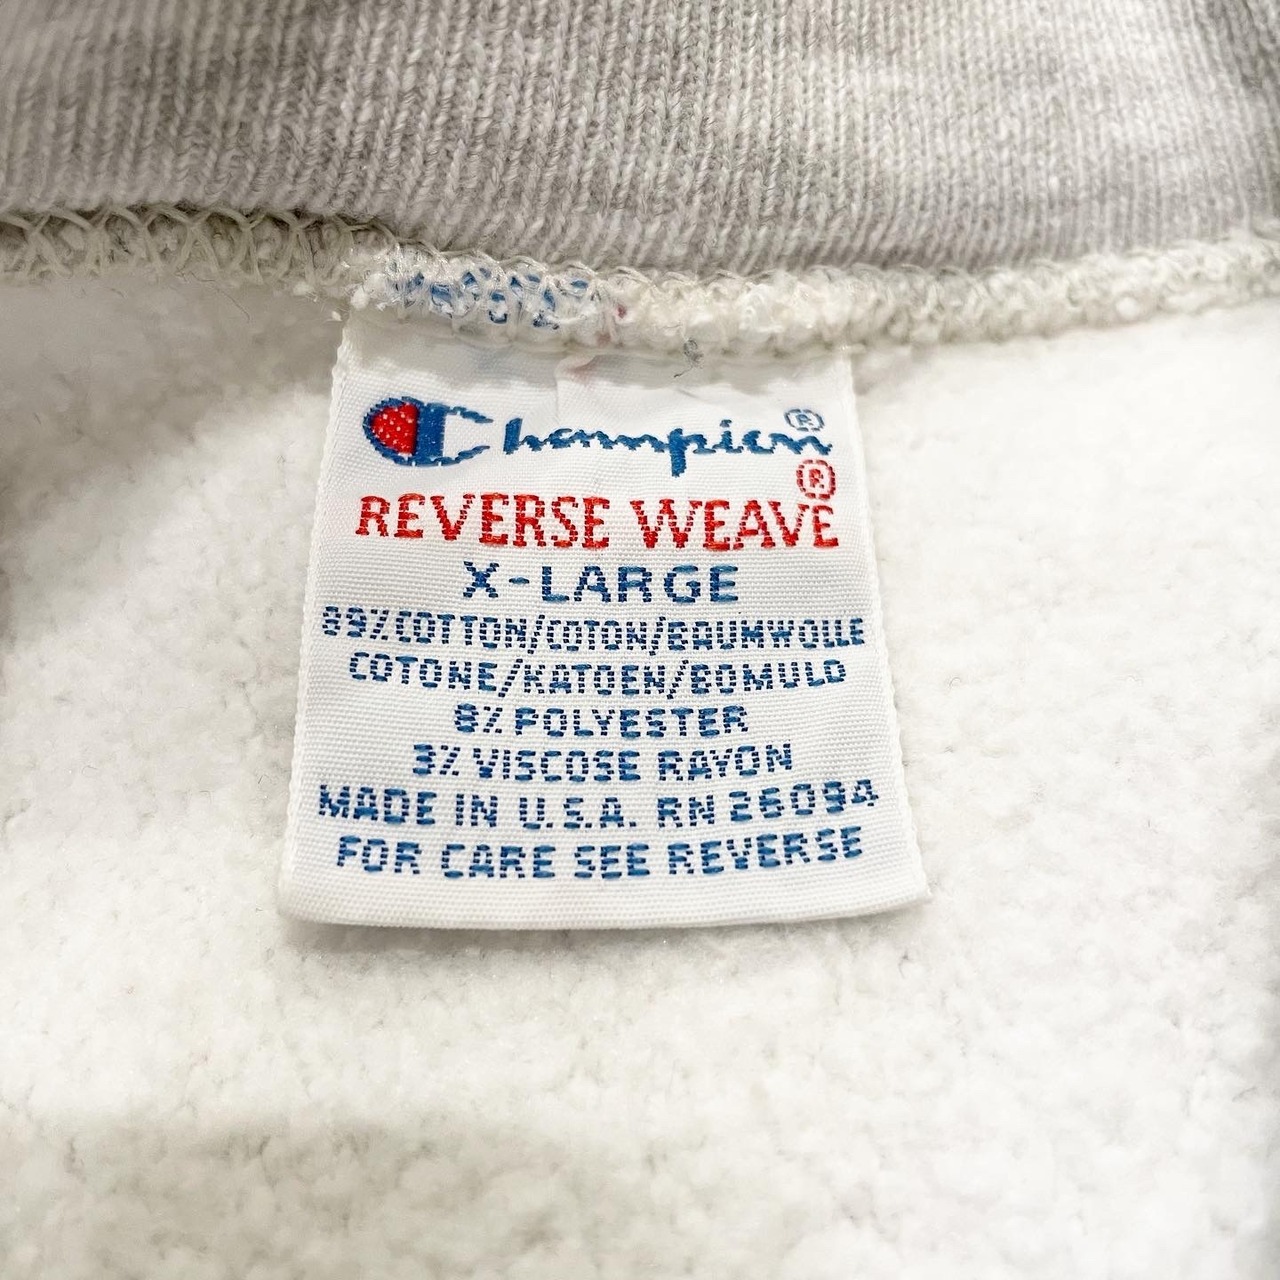 Champion®
REVERSE WEAVE®
X-LARGE
89% COTTON/COTON/BAUMWOLLE
COTONE/KATOEN/BOMULD
8% POLYESTER
3% VISCOSE RAYON
MADE IN U.S.A. RN 26094
FOR CARE SEE REVERSE